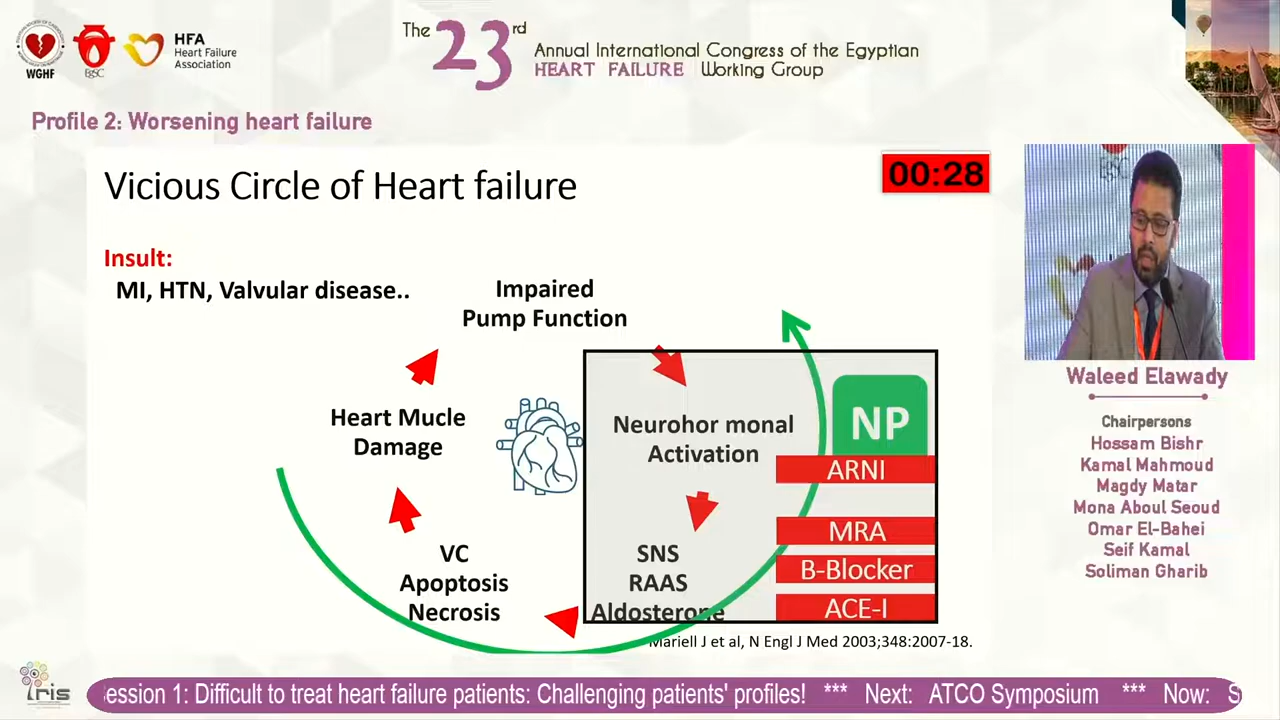 WGHF
EgSC
HFA
Heart Failure
Association
The 23rd
Annual International Congress of the Egyptian
HEART FAILURE Working Group
Profile 2: Worsening heart failure
Vicious Circle of Heart failure
00:28
Insult:
MI, HTN, Valvular disease..
Impaired
Pump Function
Heart Mucle
Damage
Neurohor monal
Activation
NP
ARNI
MRA
B-Blocker
ACE-I
VC
Apoptosis
Necrosis
SNS
RAAS
Aldosterone
Mariell J et al, N Engl J Med 2003;348:2007-18.
Waleed Elawady
Chairpersons
Hossam Bishr
Kamal Mahmoud
Magdy Matar
Mona Aboul Seoud
Omar El-Bahei
Seif Kamal
Soliman Gharib
iris
ession 1: Difficult to treat heart failure patients: Challenging patients' profiles! *** Next: ATCO Symposium *** Now: S